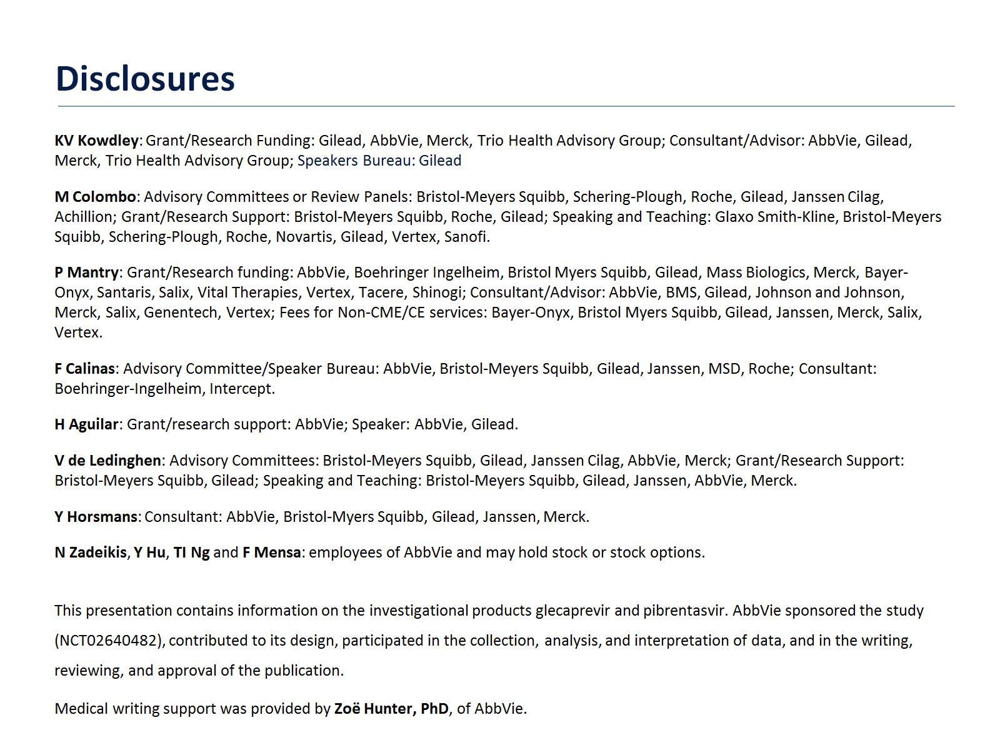 Disclosures
KV Kowdley: Grant/Research Funding: Gilead, AbbVie, Merck, Trio Health Advisory Group; Consultant/Advisor: AbbVie, Gilead,
Merck, Trio Health Advisory Group; Speakers Bureau: Gilead
M Colombo: Advisory Committees or Review Panels: Bristol-Meyers Squibb, Schering-Plough, Roche, Gilead, Janssen Cilag,
Achillion; Grant/Research Support: Bristol-Meyers Squibb, Roche, Gilead; Speaking and Teaching: Glaxo Smith-Kline, Bristol-Meyers
Squibb, Schering-Plough, Roche, Novartis, Gilead, Vertex, Sanofi.
P Mantry: Grant/Research funding: AbbVie, Boehringer Ingelheim, Bristol Myers Squibb, Gilead, Mass Biologics, Merck, Bayer-
Onyx, Santaris, Salix, Vital Therapies, Vertex, Tacere, Shinogi; Consultant/Advisor: AbbVie, BMS, Gilead, Johnson and Johnson,
Merck, Salix, Genentech, Vertex; Fees for Non-CME/CE services: Bayer-Onyx, Bristol Myers Squibb, Gilead, Janssen, Merck, Salix,
Vertex.
F Calinas: Advisory Committee/Speaker Bureau: AbbVie, Bristol-Meyers Squibb, Gilead, Janssen, MSD, Roche; Consultant:
Boehringer-Ingelheim, Intercept.
H Aguilar: Grant/research support: AbbVie; Speaker: AbbVie, Gilead.
V de Ledinghen: Advisory Committees: Bristol-Meyers Squibb, Gilead, Janssen Cilag, AbbVie, Merck; Grant/Research Support:
Bristol-Meyers Squibb, Gilead; Speaking and Teaching: Bristol-Meyers Squibb, Gilead, Janssen, AbbVie, Merck.
Y Horsmans: Consultant: AbbVie, Bristol-Myers Squibb, Gilead, Janssen, Merck.
N Zadeikis, Y Hu, TI Ng and F Mensa: employees of AbbVie and may hold stock or stock options.
This presentation contains information on the investigational products glecaprevir and pibrentasvir. AbbVie sponsored the study
(NCT02640482), contributed to its design, participated in the collection, analysis, and interpretation of data, and in the writing,
reviewing, and approval of the publication.
Medical writing support was provided by Zoë Hunter, PhD, of AbbVie.